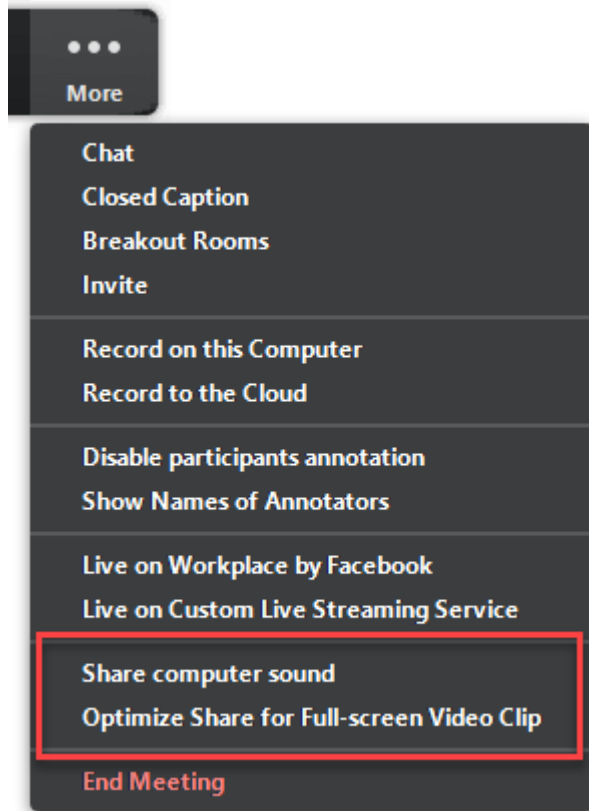 More
Chat
Closed Caption
Breakout Rooms
Invite
Record on this Computer
Record to the Cloud
Disable participants annotation
Show Names of Annotators
Live on Workplace by Facebook
Live on Custom Live Streaming Service
Share computer sound
Optimize Share for Full-screen Video Clip
End Meeting